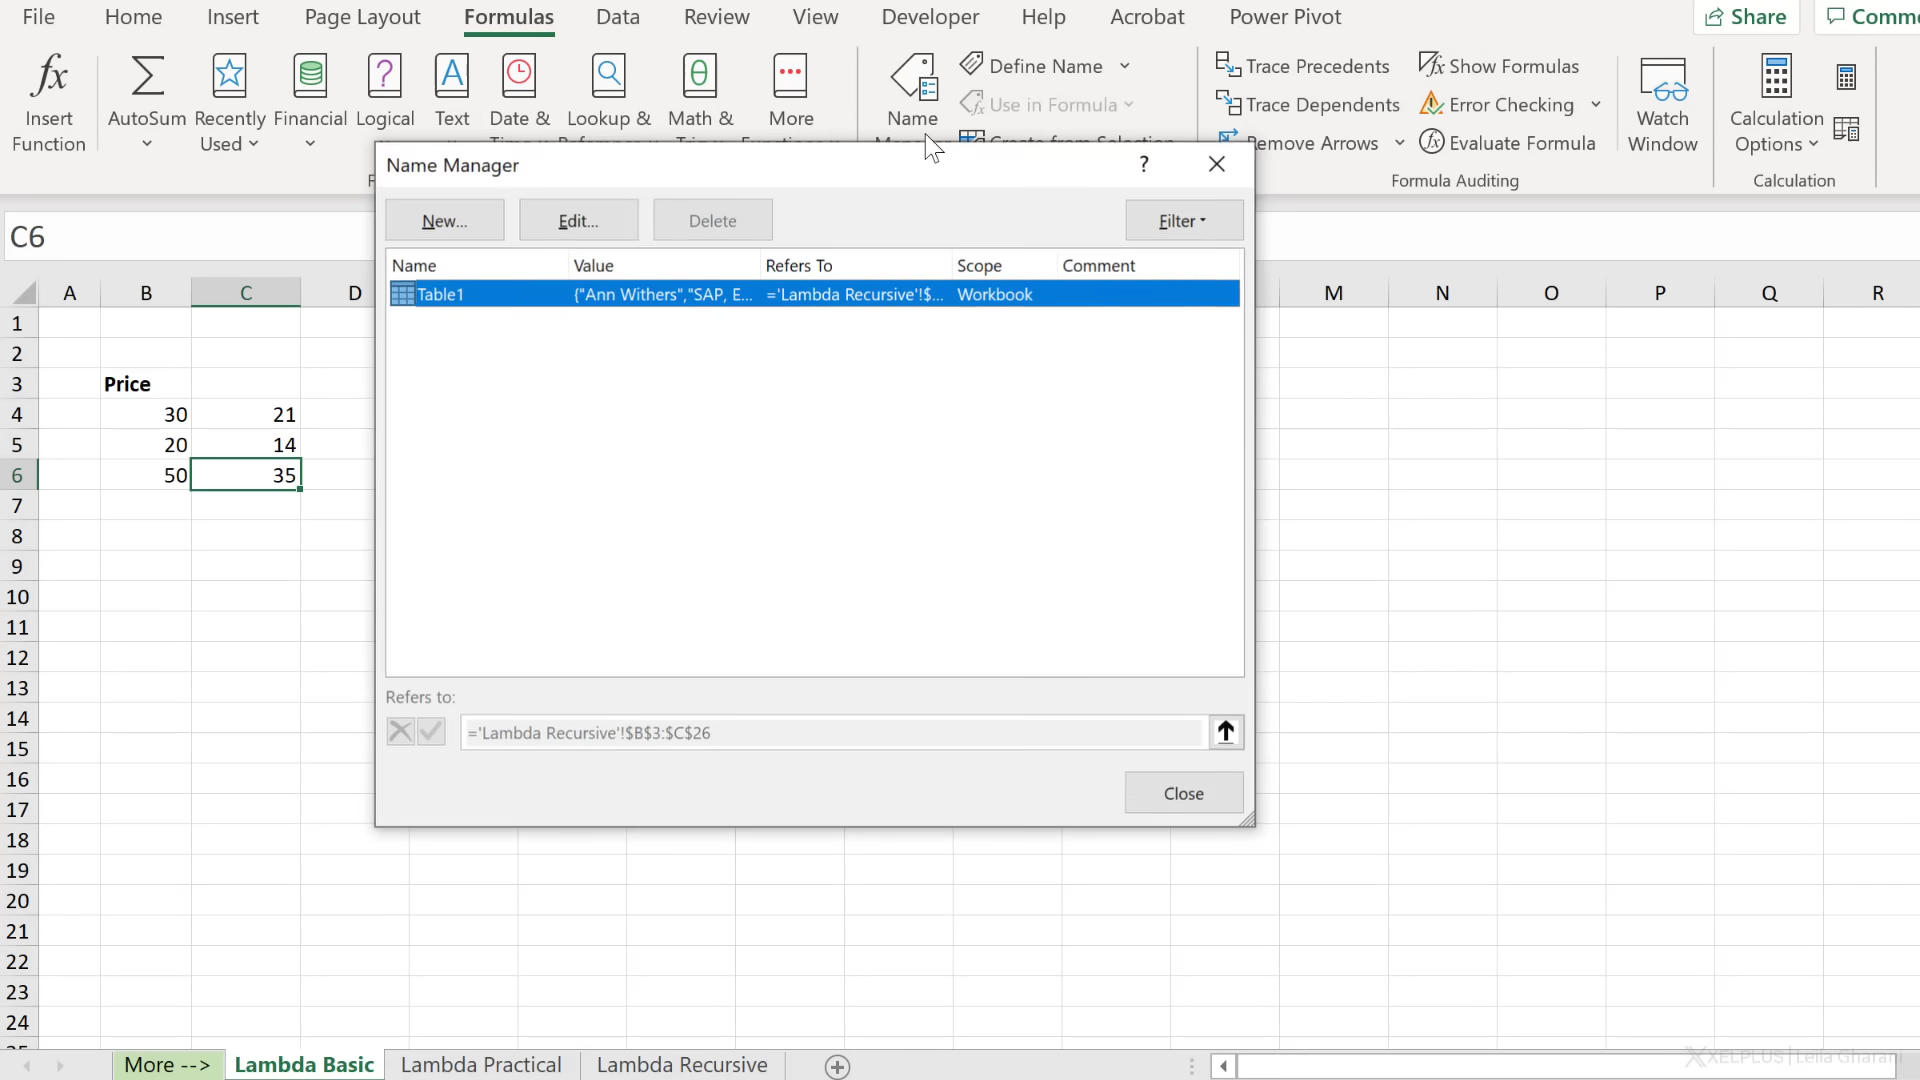 File Home Insert Page Layout Formulas Data Review View Developer Help Acrobat Power Pivot Share
Insert Function
AutoSum
Recently Used
Financial
Logical
Text
Date &
Lookup &
Math &
More
Name
Define Name
Use in Formula
Create from Selection
Trace Precedents
Trace Dependents
Remove Arrows
Show Formulas
Error Checking
Evaluate Formula
Watch Window
Calculation Options
Formula Auditing
Calculation
Name Manager ?
New... Edit... Delete Filter
Name Value Refers To Scope Comment
Table1 {"Ann Withers","SAP, E... ='Lambda Recursive'!$... Workbook
Refers to:
='Lambda Recursive'!$B$3:$C$26
Close
C6
A B C D M N O P Q R
1
2
3 Price
4 30 21
5 20 14
6 50 35
7
8
9
10
11
12
13
14
15
16
17
18
19
20
21
22
23
24
More --> Lambda Basic Lambda Practical Lambda Recursive
XELPLUS | Leila Gharani